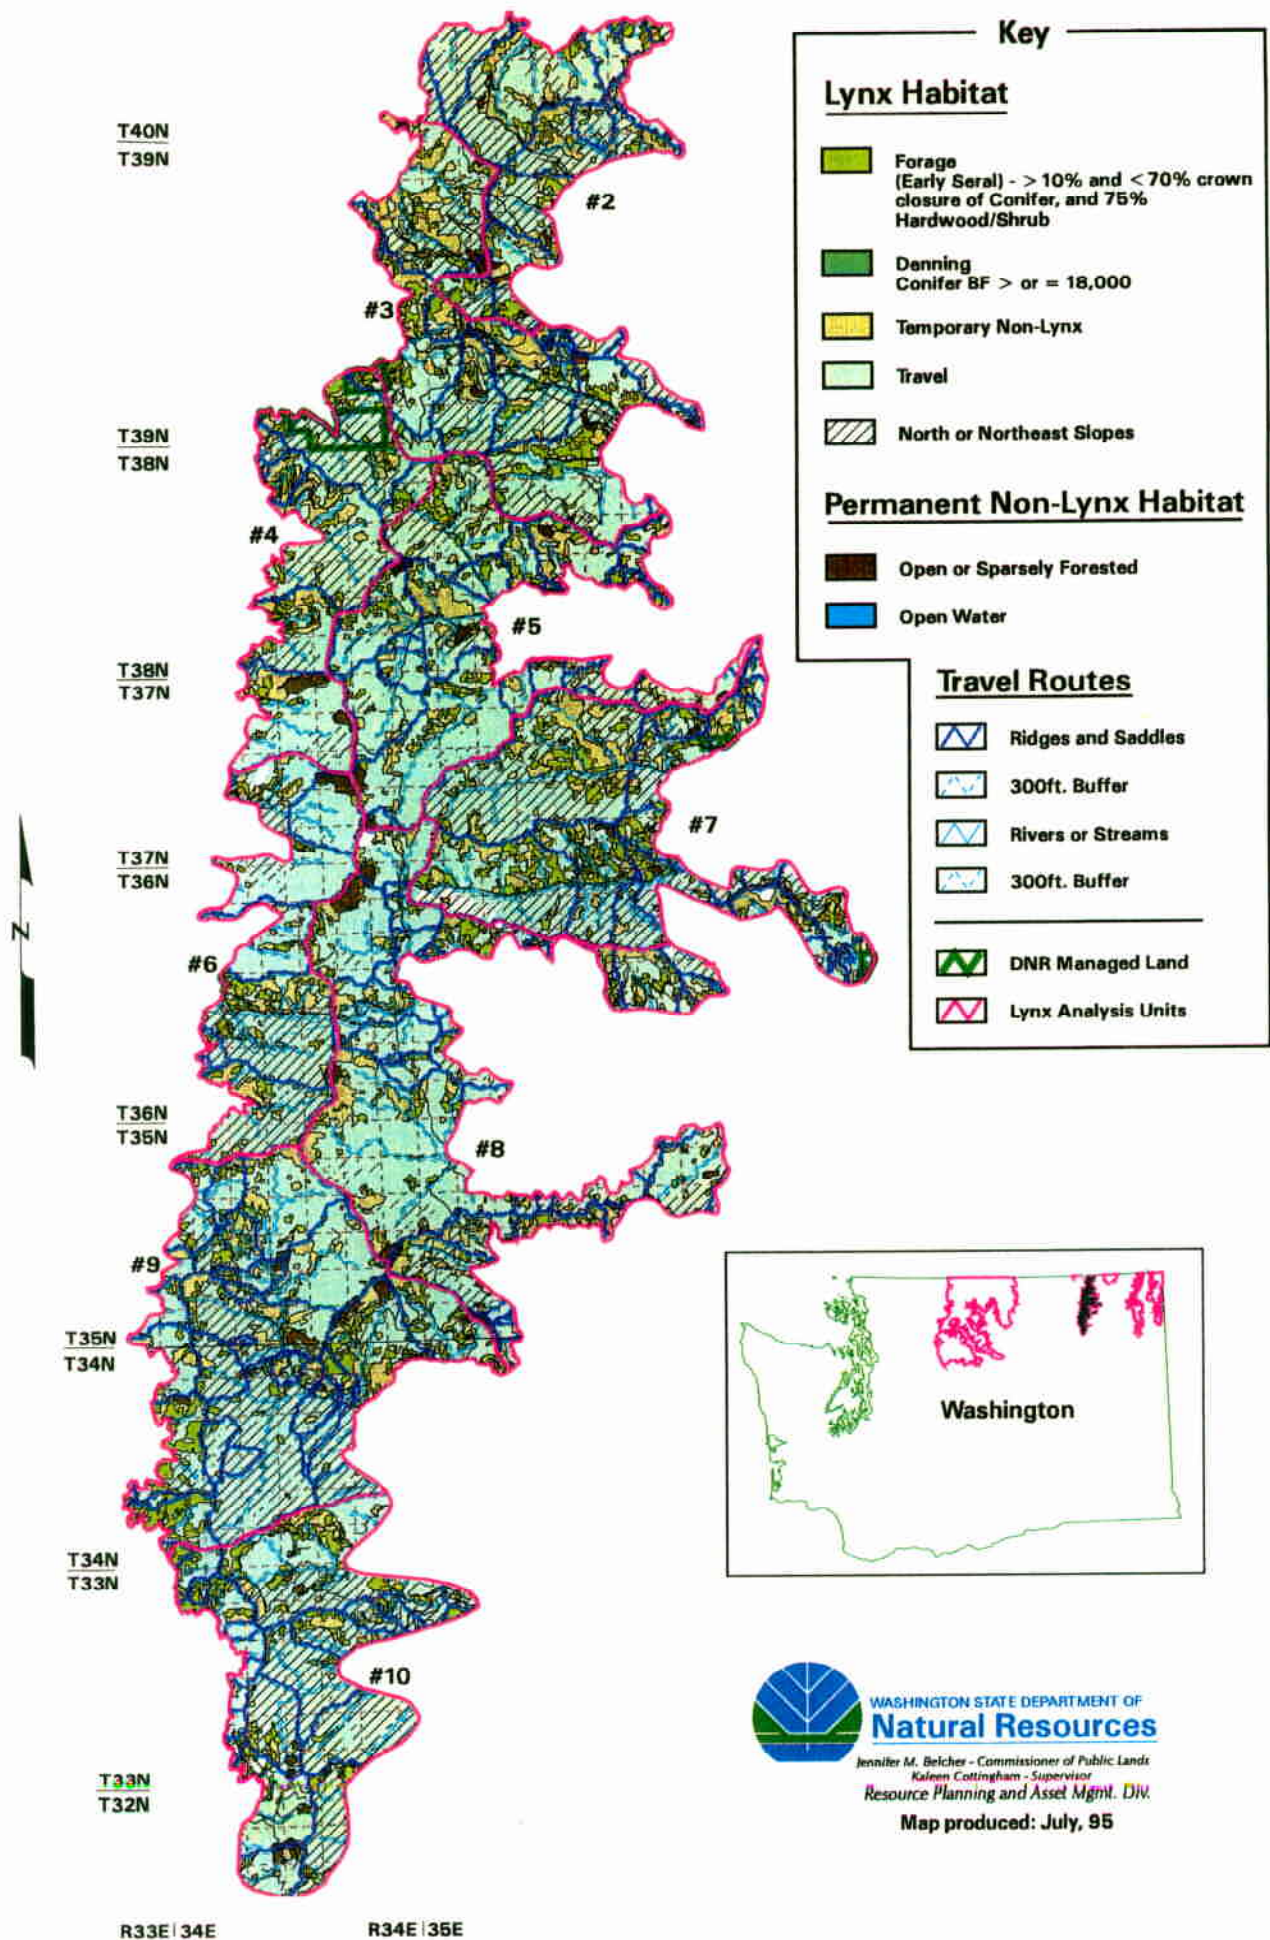 Key
Lynx Habitat
Forage
(Early Seral) - > 10% and < 70% crown
closure of Conifer, and 75%
Hardwood/Shrub
Denning
Conifer BF > or = 18,000
Temporary Non-Lynx
Travel
North or Northeast Slopes
Permanent Non-Lynx Habitat
Open or Sparsely Forested
Open Water
Travel Routes
Ridges and Saddles
300ft. Buffer
Rivers or Streams
300ft. Buffer
DNR Managed Land
Lynx Analysis Units
T40N
T39N
#2
#3
T39N
T38N
#4
#5
T38N
T37N
#7
T37N
T36N
N
#6
T36N
T35N
#8
#9
T35N
T34N
T34N
T33N
#10
T33N
T32N
R33E|34E
R34E|35E
Washington
WASHINGTON STATE DEPARTMENT OF
Natural Resources
Jennifer M. Belcher - Commissioner of Public Lands
Kaleen Cottingham - Supervisor
Resource Planning and Asset Mgmt. Div.
Map produced: July, 95